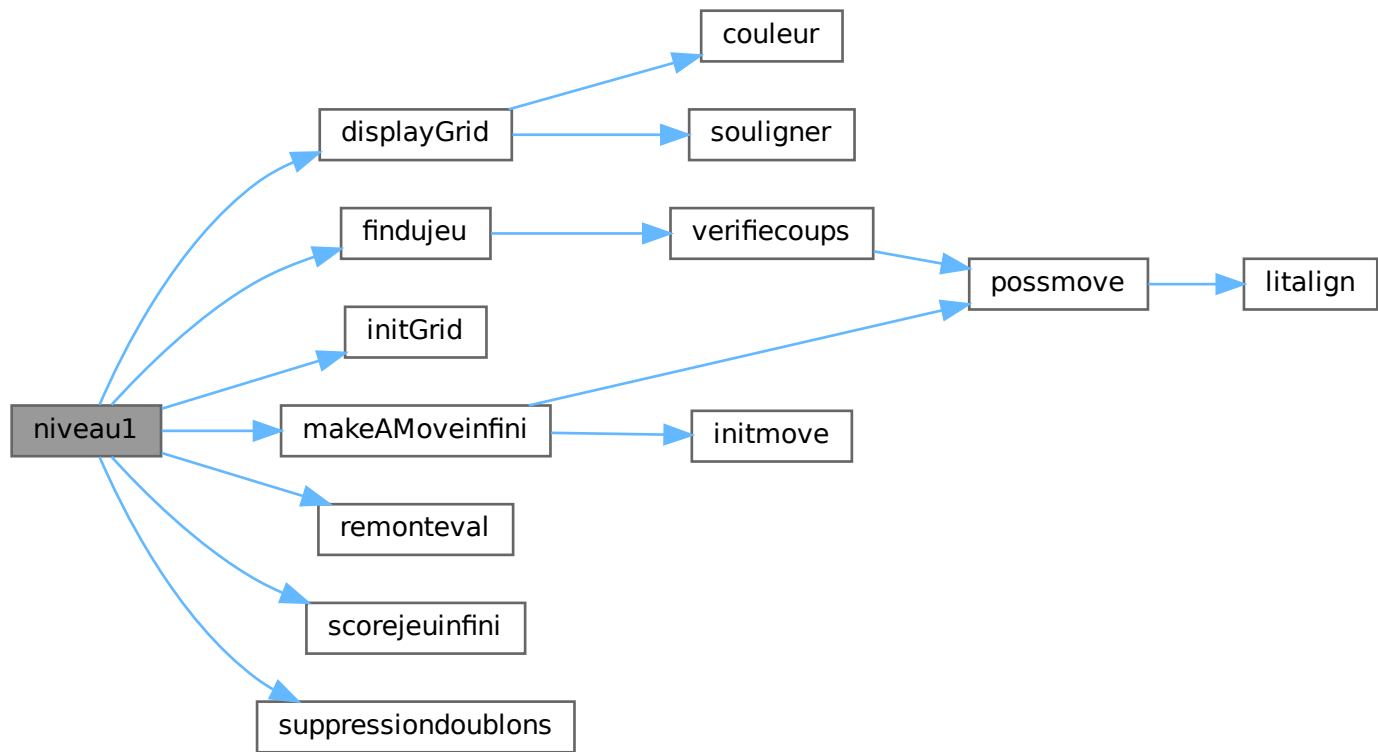 couleur
displayGrid
souligner
findujeu
verifiecoups
possmove
litalign
initGrid
niveau1
makeAMoveinfini
initmove
remonteval
scorejeuinfini
suppressiondoublons